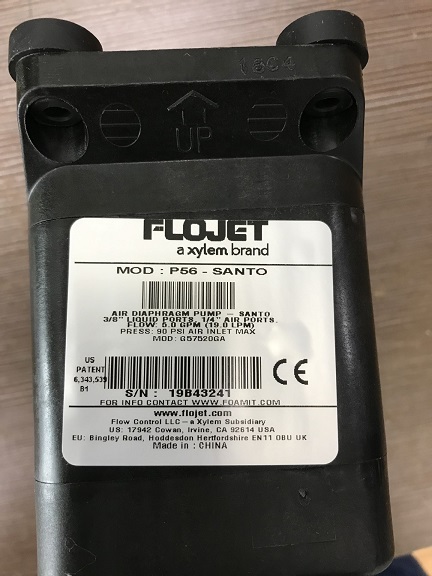 UP
FLOJET
a xylem brand
MOD : P56 - SANTO
AIR DIAPHRAGM PUMP - SANTO
3/8" LIQUID PORTS, 1/4" AIR PORTS.
FLOW: 5.0 GPM (19.0 LPM)
PRESS: 90 PSI AIR INLET MAX
MOD: G57520GA
US
PATENT
6,343,539
B1
CE
S/N : 19B43241
FOR INFO CONTACT WWW.FOAMIT.COM
www.flojet.com
Flow Control LLC - a Xylem Subsidiary
US: 17942 Cowan, Irvine, CA 92614 USA
EU: Bingley Road, Hoddesdon Hertfordshire EN11 0BU UK
Made in : CHINA